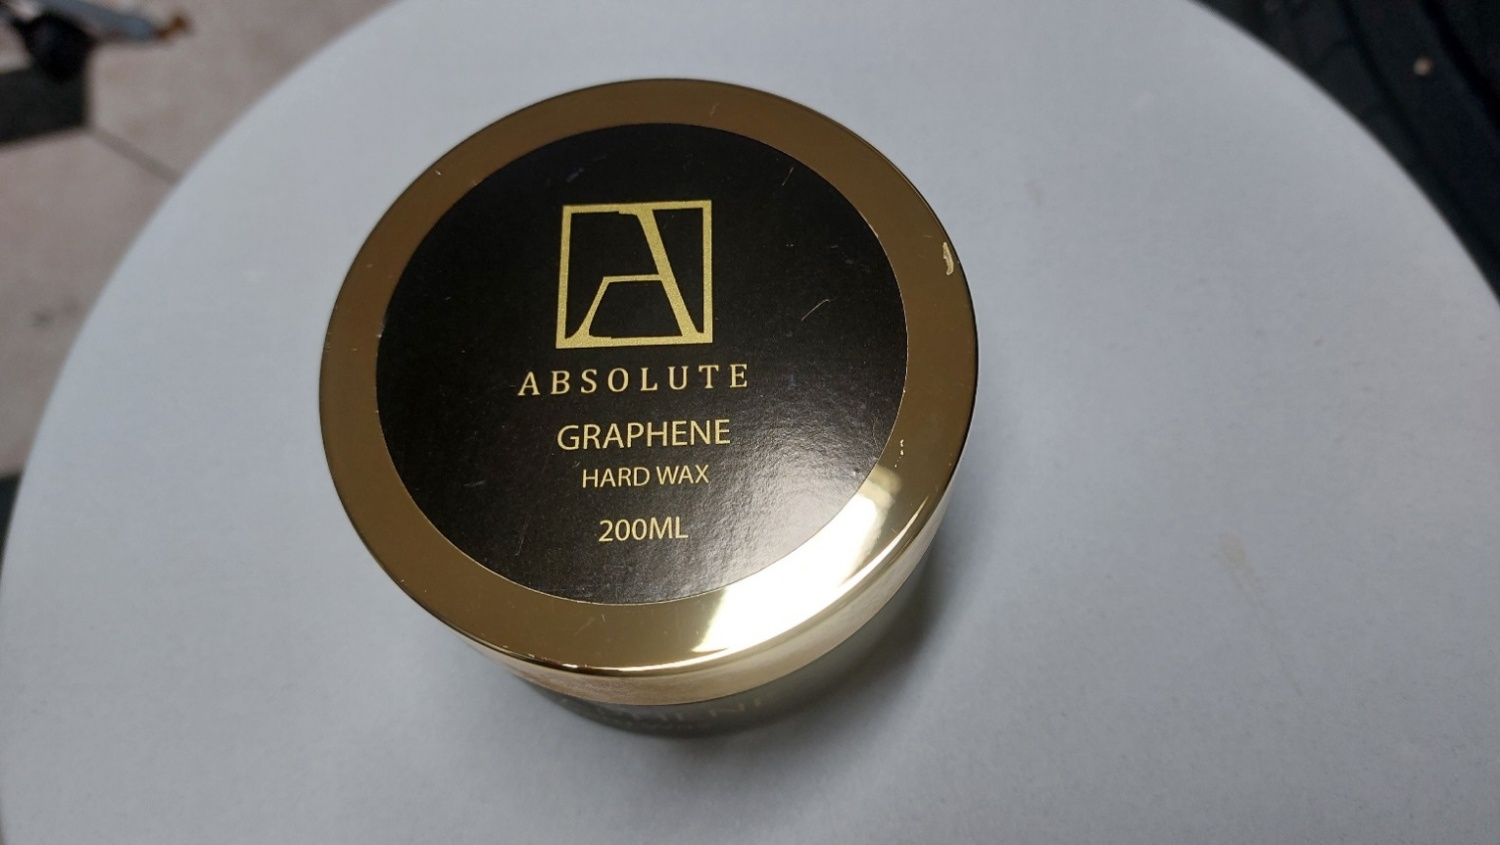 ABSOLUTE
GRAPHENE
HARD WAX
200ML